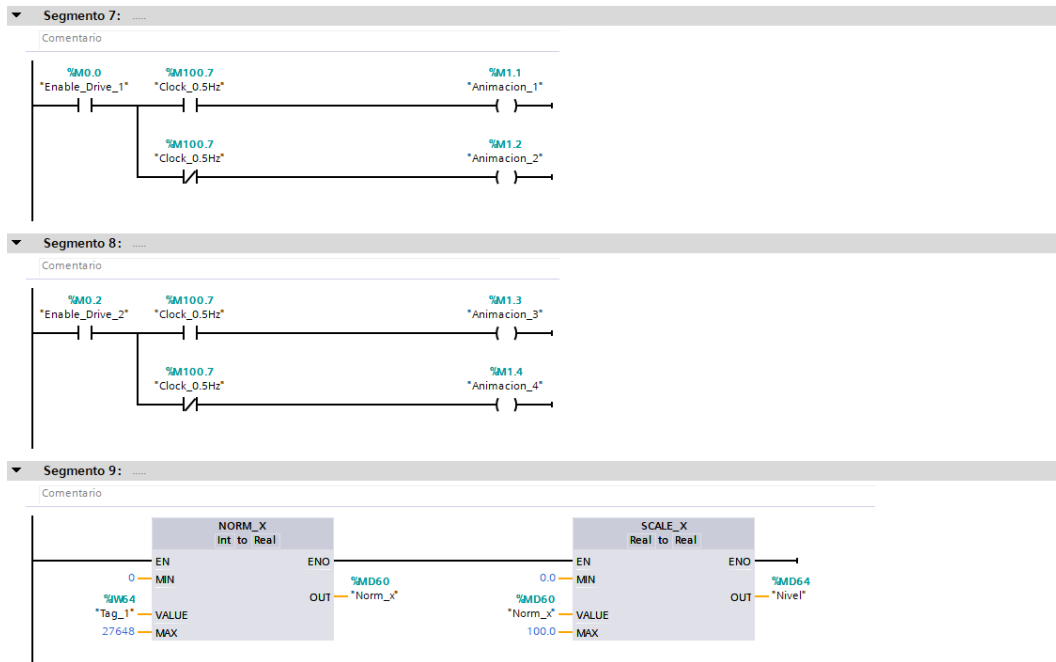 Segmento 7: .....
Comentario
%M0.0 %M100.7 %M1.1
"Enable_Drive_1" "Clock_0.5Hz" "Animacion_1"
%M100.7 %M1.2
"Clock_0.5Hz" "Animacion_2"
Segmento 8: .....
Comentario
%M0.2 %M100.7 %M1.3
"Enable_Drive_2" "Clock_0.5Hz" "Animacion_3"
%M100.7 %M1.4
"Clock_0.5Hz" "Animacion_4"
Segmento 9: .....
Comentario
NORM_X SCALE_X
Int to Real Real to Real
EN ENO EN ENO
0 MIN %MD60 0.0 MIN %MD64
%IW64 OUT "Norm_x" %MD60 OUT "Nivel"
"Tag_1" VALUE "Norm_x" VALUE
27648 MAX 100.0 MAX